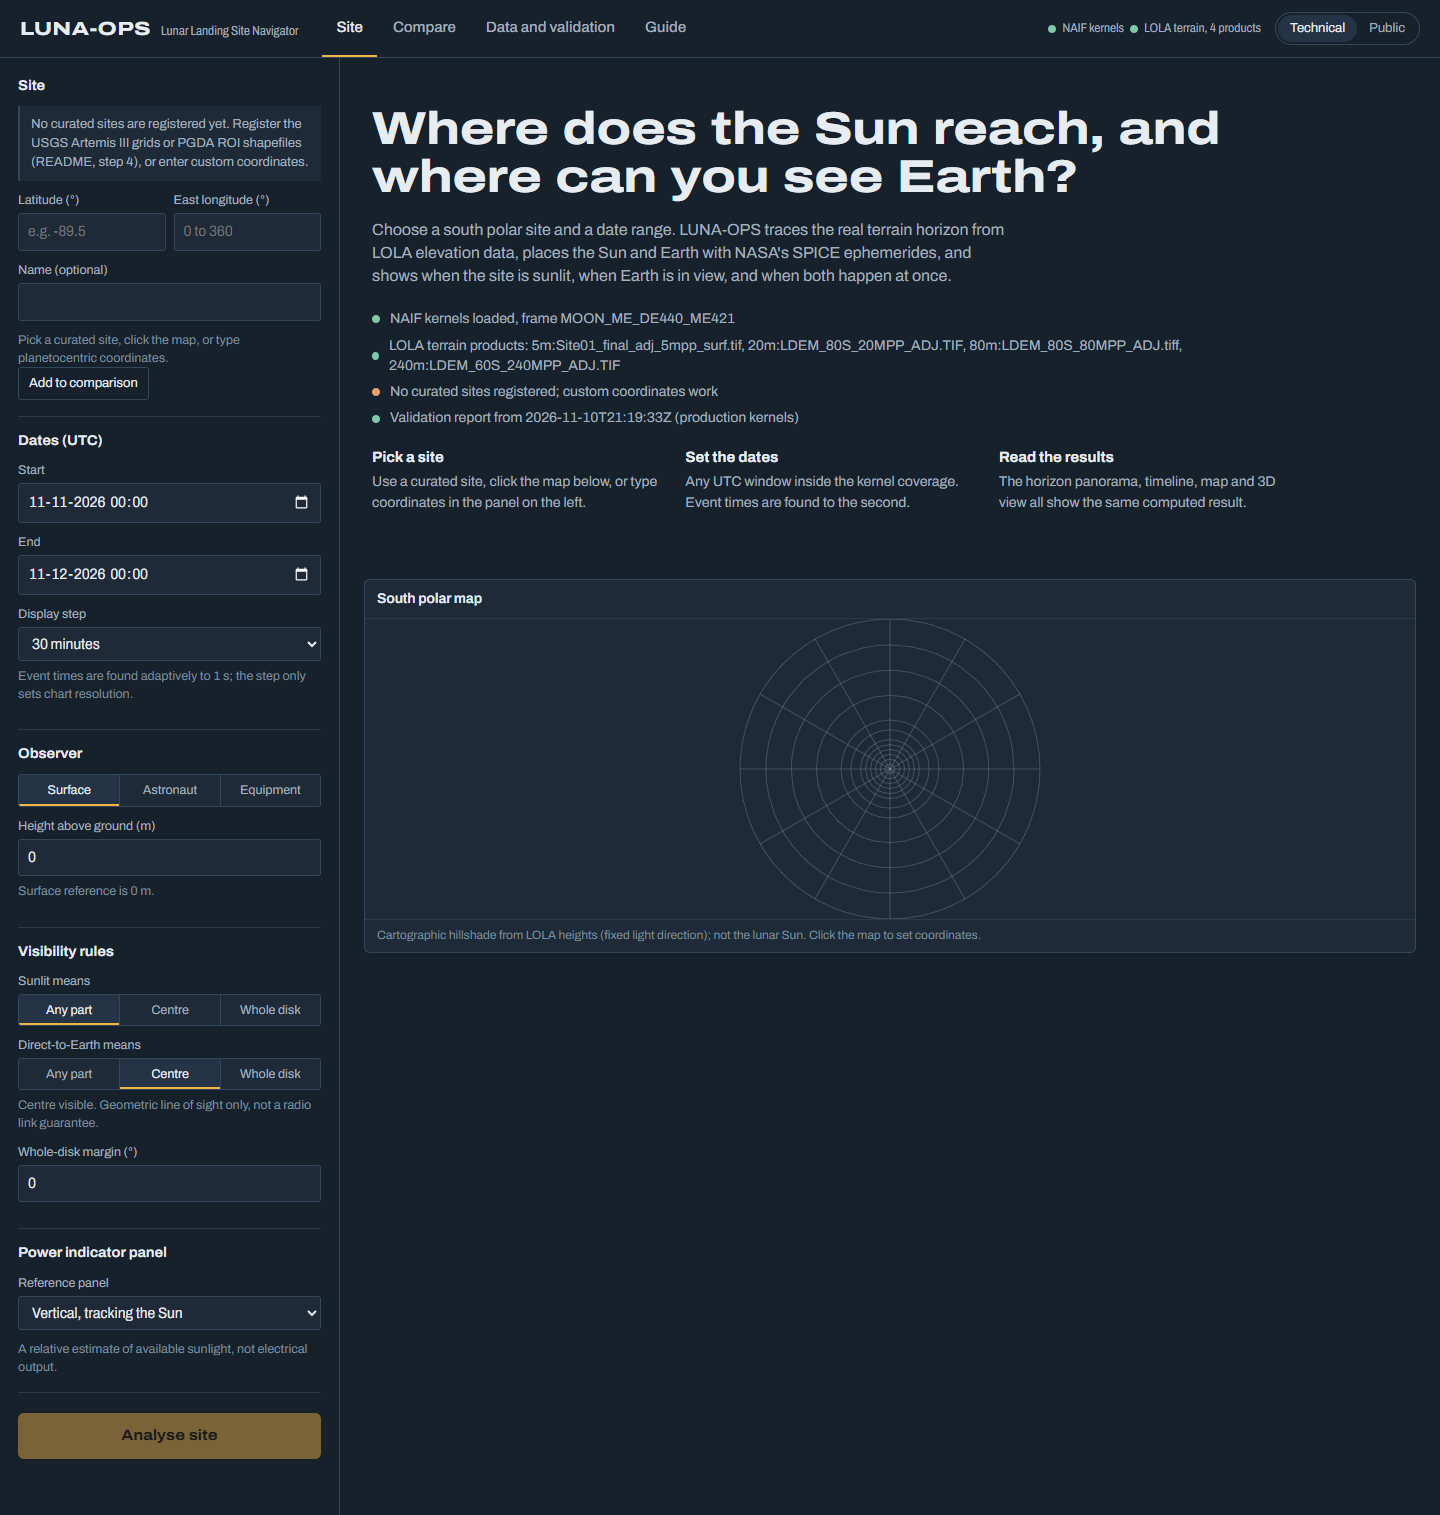 LUNA-OPS Lunar Landing Site Navigator Site Compare Data and validation Guide NAIF kernels LOLA terrain, 4 products Technical Public
Site
No curated sites are registered yet. Register the
USGS Artemis III grids or PGDA ROI shapefiles
(README, step 4), or enter custom coordinates.
Latitude (°) East longitude (°)
e.g. -89.5 0 to 360
Name (optional)
Pick a curated site, click the map, or type
planetocentric coordinates.
Add to comparison
Dates (UTC)
Start
11-11-2026 00:00
End
11-12-2026 00:00
Display step
30 minutes
Event times are found adaptively to 1 s; the step only
sets chart resolution.
Observer
Surface Astronaut Equipment
Height above ground (m)
0
Surface reference is 0 m.
Visibility rules
Sunlit means
Any part Centre Whole disk
Direct-to-Earth means
Any part Centre Whole disk
Centre visible. Geometric line of sight only, not a radio
link guarantee.
Whole-disk margin (°)
0
Power indicator panel
Reference panel
Vertical, tracking the Sun
A relative estimate of available sunlight, not electrical
output.
Analyse site
Where does the Sun reach, and
where can you see Earth?
Choose a south polar site and a date range. LUNA-OPS traces the real terrain horizon from
LOLA elevation data, places the Sun and Earth with NASA's SPICE ephemerides, and
shows when the site is sunlit, when Earth is in view, and when both happen at once.
NAIF kernels loaded, frame MOON_ME_DE440_ME421
LOLA terrain products: 5m:Site01_final_adj_5mpp_surf.tif, 20m:LDEM_80S_20MPP_ADJ.TIF, 80m:LDEM_80S_80MPP_ADJ.tiff,
240m:LDEM_60S_240MPP_ADJ.TIF
No curated sites registered; custom coordinates work
Validation report from 2026-11-10T21:19:33Z (production kernels)
Pick a site
Use a curated site, click the map below, or type
coordinates in the panel on the left.
Set the dates
Any UTC window inside the kernel coverage.
Event times are found to the second.
Read the results
The horizon panorama, timeline, map and 3D
view all show the same computed result.
South polar map
Cartographic hillshade from LOLA heights (fixed light direction); not the lunar Sun. Click the map to set coordinates.